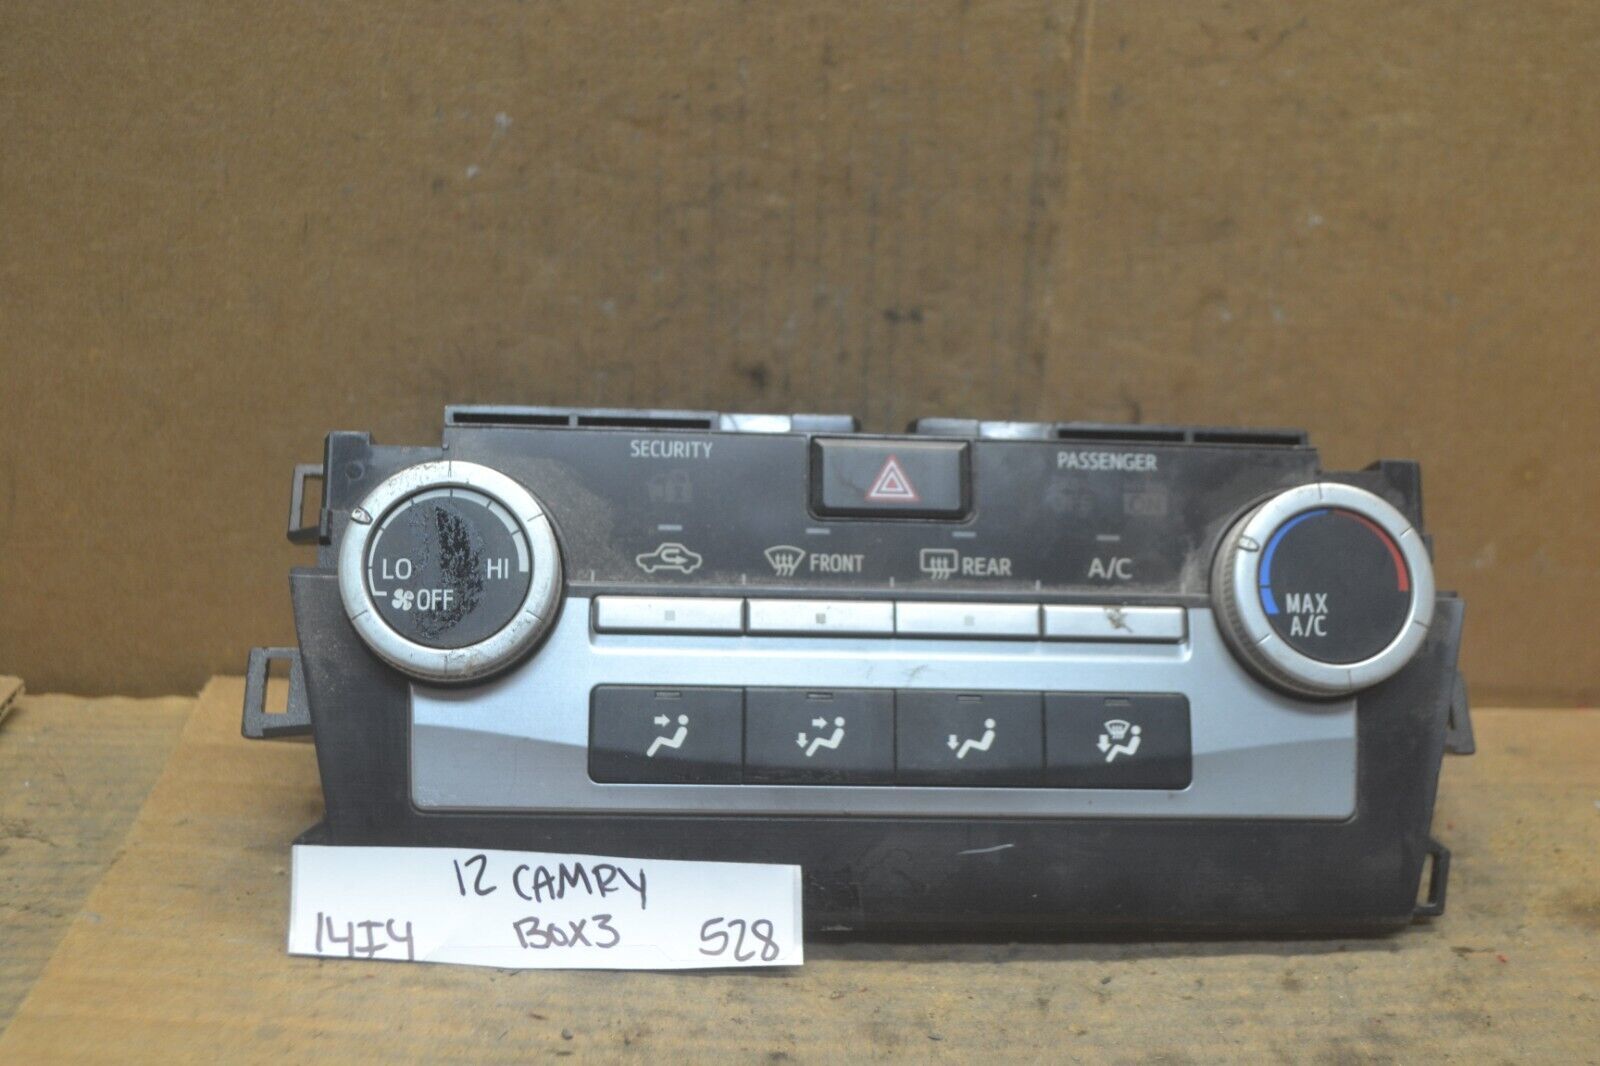 SECURITY
PASSENGER
LO HI
OFF
FRONT
REAR
A/C
MAX
A/C
12 CAMRY
14I4 BOX3 528